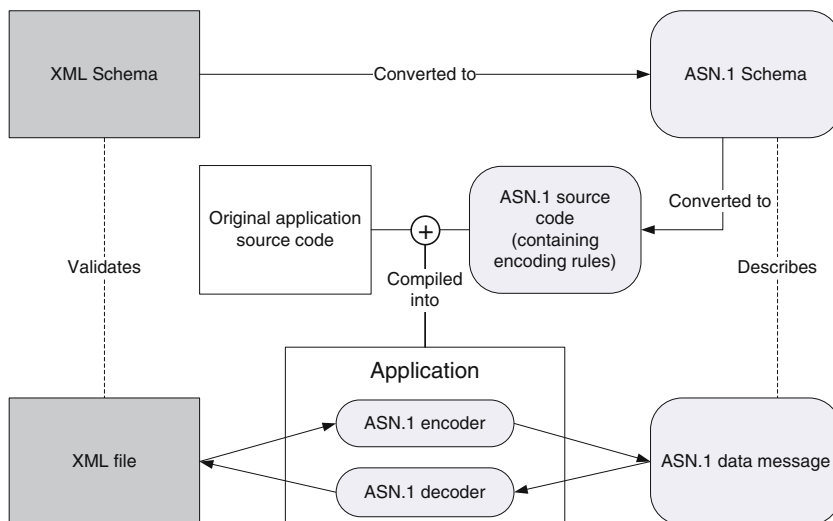 XML Schema
Converted to
ASN.1 Schema
Original application
source code
ASN.1 source
code
(containing
encoding rules)
Converted to
Validates
Compiled
into
Describes
Application
XML file
ASN.1 encoder
ASN.1 decoder
ASN.1 data message